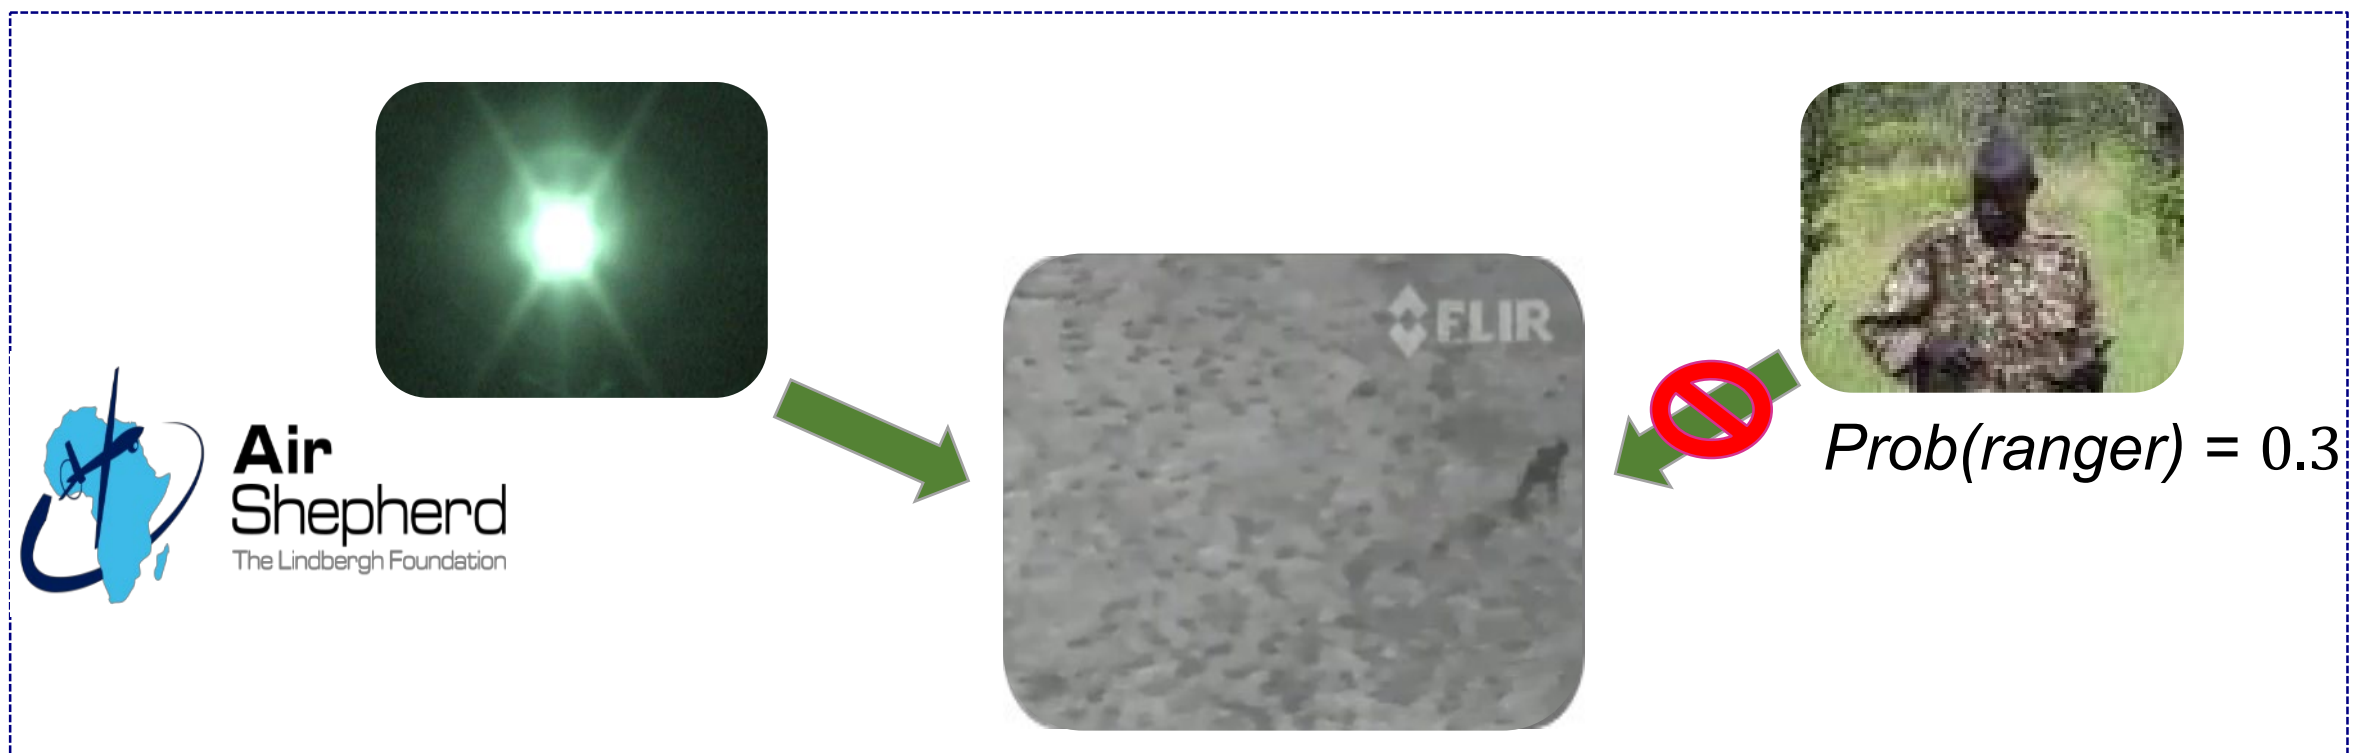 FLIR
Prob(ranger) = 0.3
Air
Shepherd
The Lindbergh Foundation